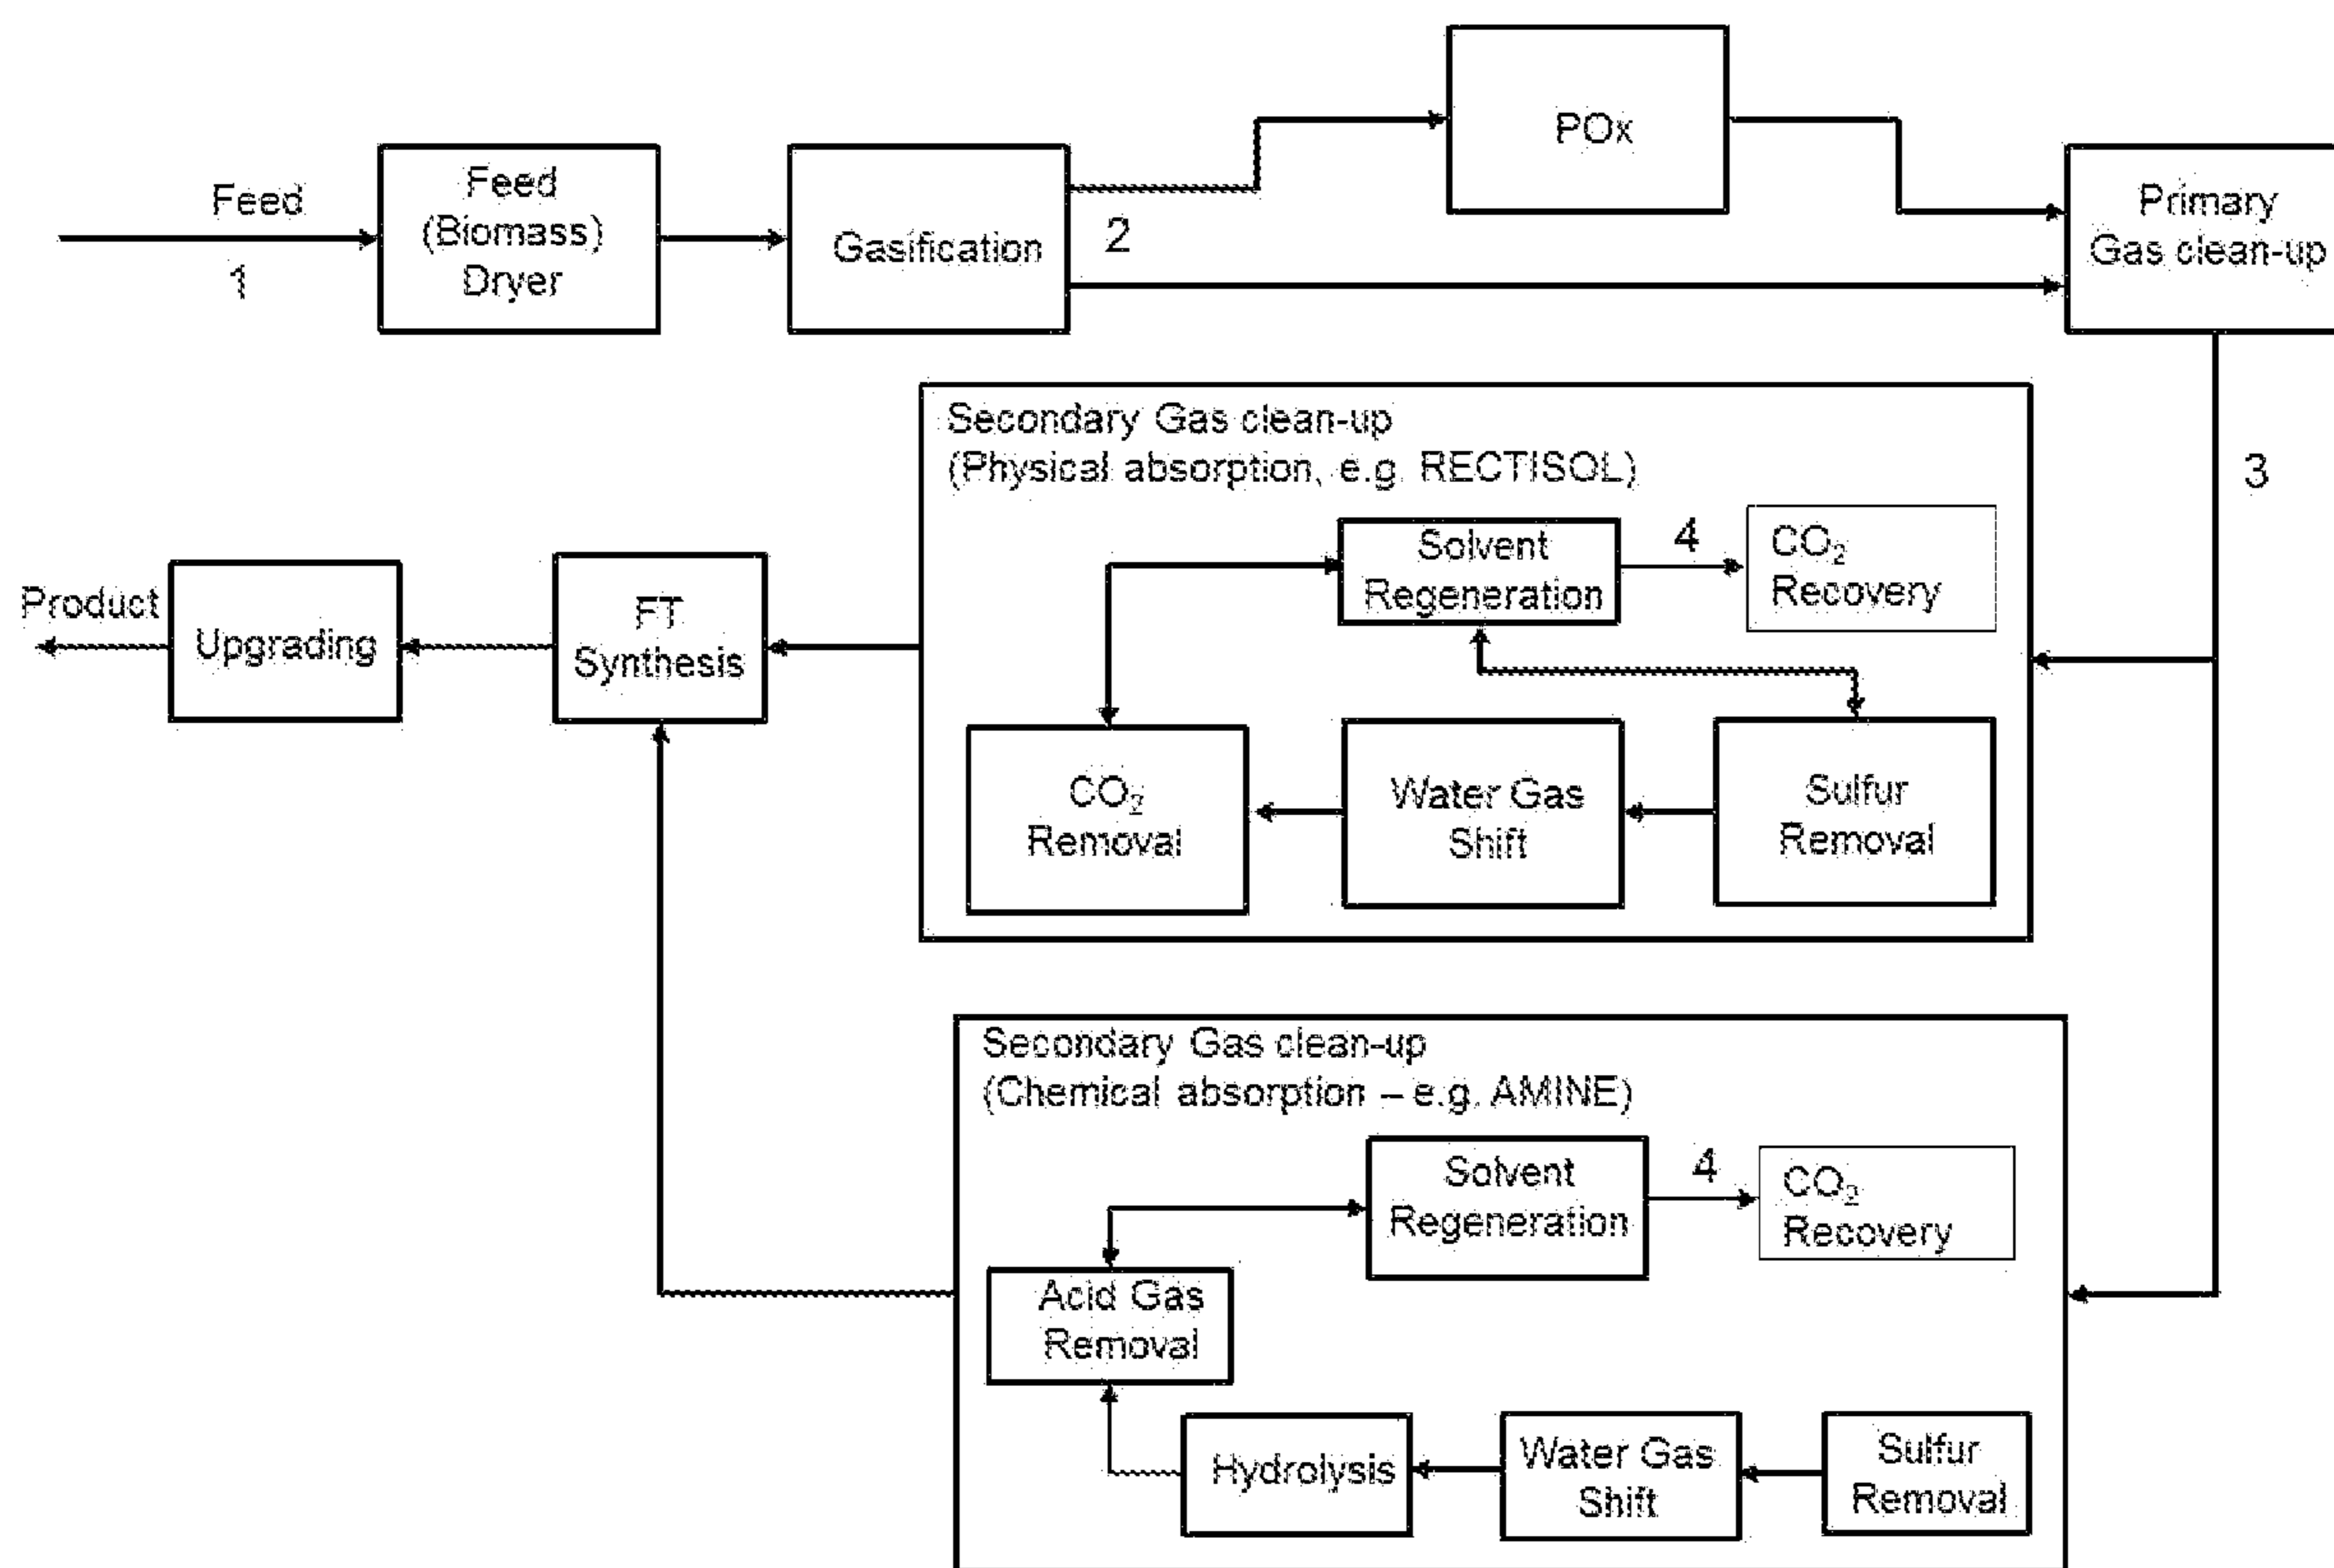 POx
Feed
1
Feed
(Biomass)
Dryer
Gasification
2
Primary
Gas clean-up
3
Secondary Gas clean-up
(Physical absorption, e.g. RECTISOL)
Solvent
Regeneration
4
CO₂
Recovery
CO₂
Removal
Water Gas
Shift
Sulfur
Removal
FT
Synthesis
Upgrading
Product
Secondary Gas clean-up
(Chemical absorption – e.g. AMINE)
Solvent
Regeneration
4
CO₂
Recovery
Acid Gas
Removal
Hydrolysis
Water Gas
Shift
Sulfur
Removal